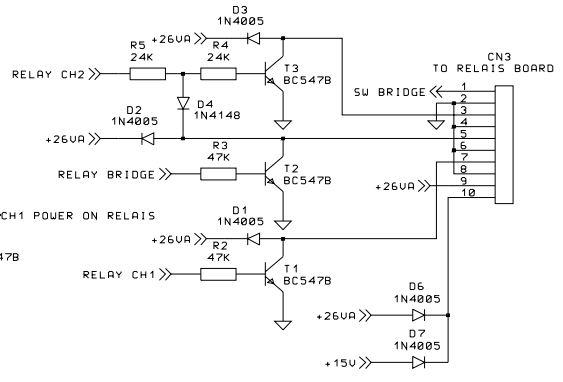 D3
1N4005
+26VA
R5
24K
R4
24K
T3
BC547B
RELAY CH2
CN3
TO RELAIS BOARD
SW BRIDGE
1
2
3
4
5
6
7
8
9
10
D2
1N4005
D4
1N4148
+26VA
R3
47K
T2
BC547B
RELAY BRIDGE
+26VA
CH1 POWER ON RELAIS
D1
1N4005
+26VA
R2
47K
47B
T1
BC547B
RELAY CH1
D6
1N4005
+26VA
D7
1N4005
+15V